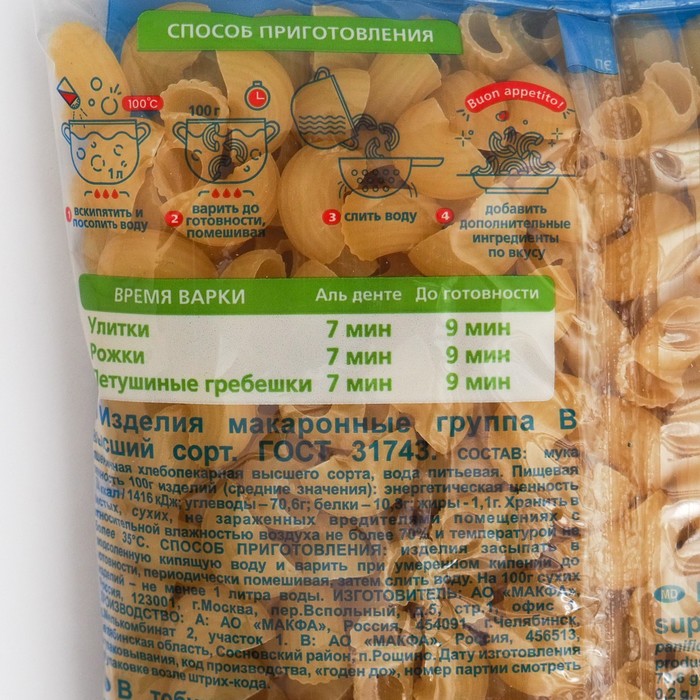 СПОСОБ ПРИГОТОВЛЕНИЯ
100°C
100 г
1 л
Buon appetito!
1 вскипятить и посолить воду
2 варить до готовности, помешивая
3 слить воду
4 добавить дополнительные ингредиенты по вкусу
ВРЕМЯ ВАРКИ Аль денте До готовности
Улитки 7 мин 9 мин
Рожки 7 мин 9 мин
Петушиные гребешки 7 мин 9 мин
Изделия макаронные группа В
высший сорт. ГОСТ 31743. СОСТАВ: мука
хлебопекарная высшего сорта, вода питьевая. Пищевая
100г изделий (средние значения): энергетическая ценность
1416 кДж; углеводы – 70,6г; белки – 10,3г; жиры -1,1г. Хранить в
сухих, не зараженных вредителями помещениях с
относительной влажностью воздуха не более 70% и температурой не
более 35°С. СПОСОБ ПРИГОТОВЛЕНИЯ: изделия засыпать в
кипящую воду и варить при умеренном кипении до
готовности, периодически помешивая, затем слить воду. На 100г сухих
изделий – не менее 1 литра воды. ИЗГОТОВИТЕЛЬ: АО «МАКФА»,
Россия, 123001, г.Москва, пер.Вспольный, д.5, стр.1, офис
ПРОИЗВОДСТВО: А: АО «МАКФА», Россия, 454091, г.Челябинск,
Мелькомбинат 2, участок 1. В: АО «МАКФА», Россия, 456513,
Челябинская область, Сосновский район, п.Рощино. Дату изготовления
упаковывания, код производства, «годен до», номер партии смотреть
на упаковке после штрих-кода.
MD